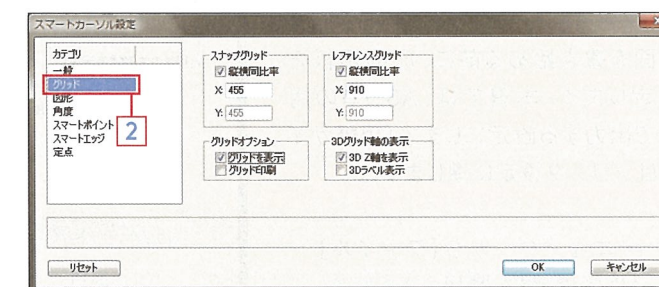 スマートカーソル設定
カテゴリ
一般
グリッド
図形
角度
スマートポイント
スマートエッジ
定点
2
スナップグリッド
縦横同比率
X: 455
Y: 455
レファレンスグリッド
縦横同比率
X: 910
Y: 910
グリッドオプション
グリッドを表示
グリッド印刷
3Dグリッド軸の表示
3D Z軸を表示
3Dラベル表示
リセット
OK
キャンセル